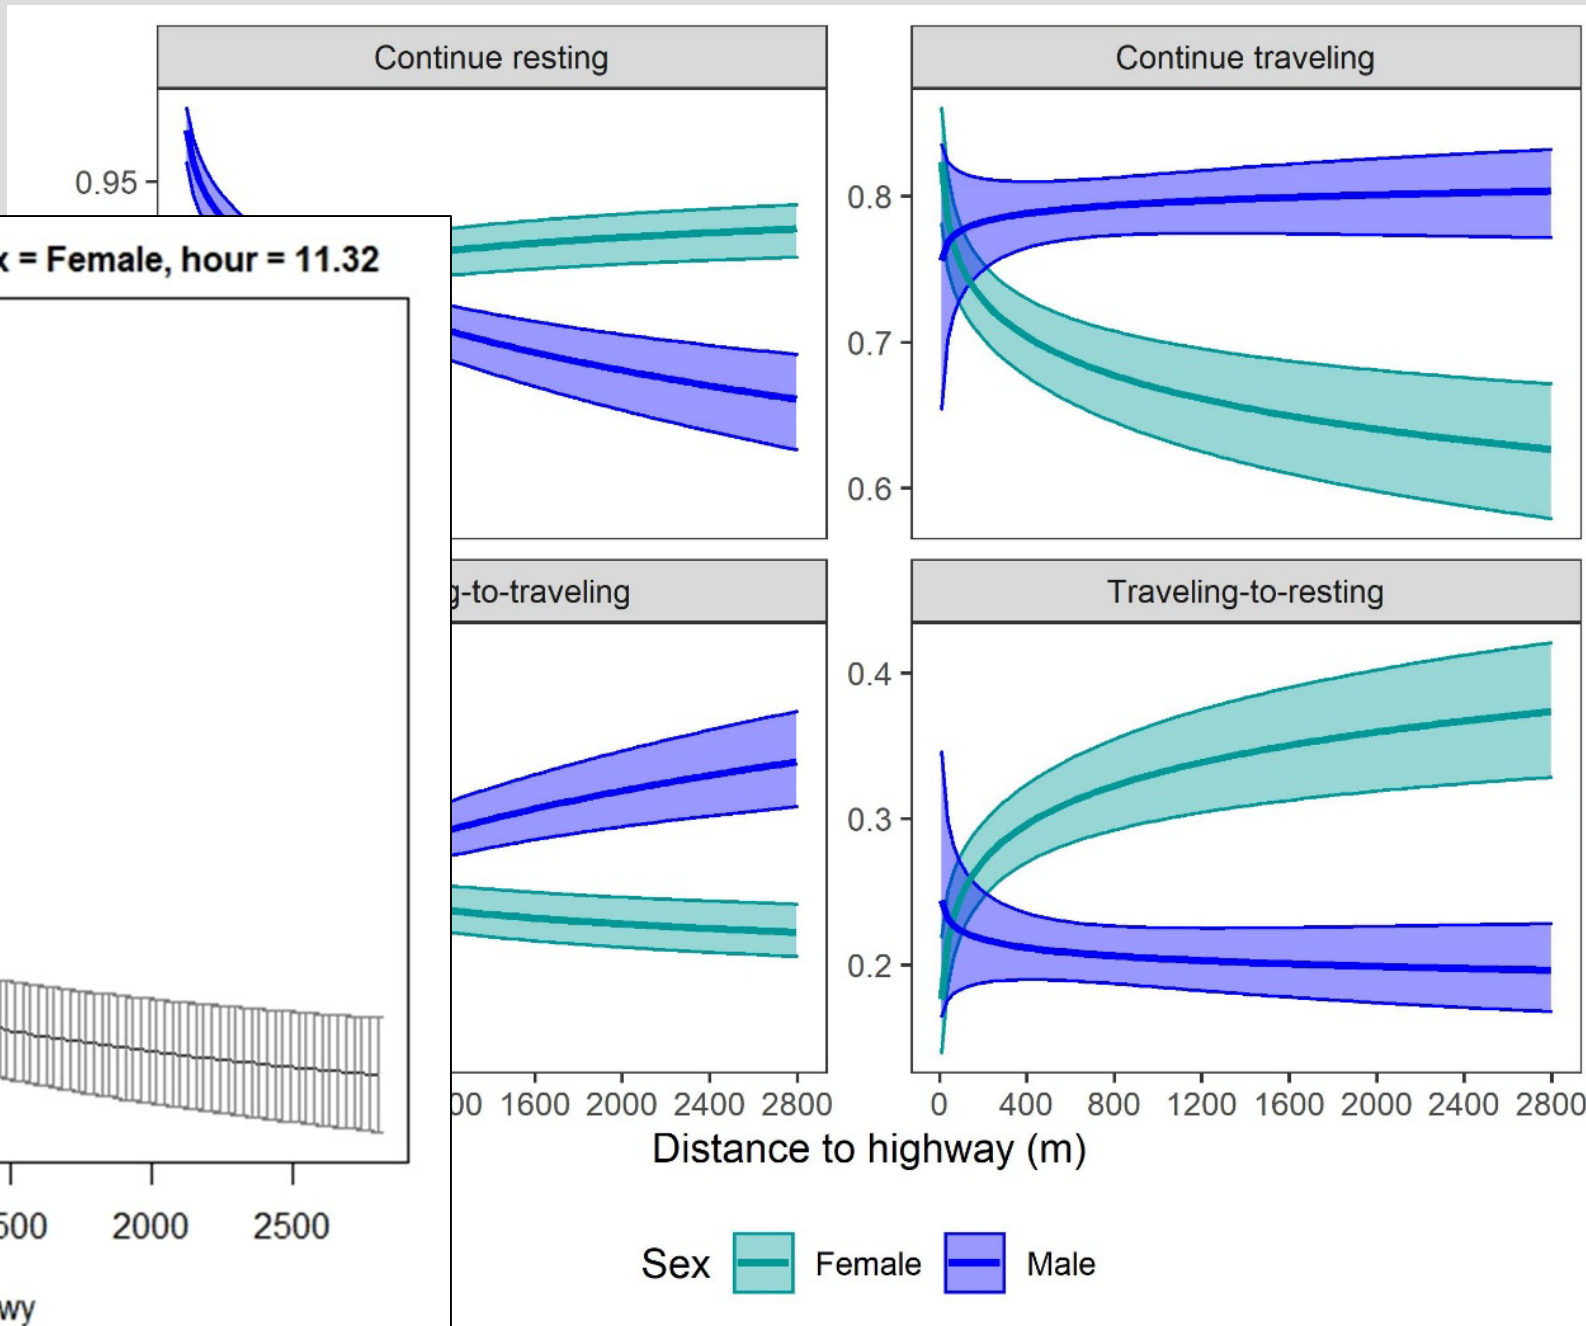 Continue resting
Continue traveling
0.95
0.8
0.7
0.6
x = Female, hour = 11.32
g-to-traveling
Traveling-to-resting
0.4
0.3
0.2
00 1600 2000 2400 2800
0 400 800 1200 1600 2000 2400 2800
Distance to highway (m)
500 2000 2500
Sex Female Male
wy